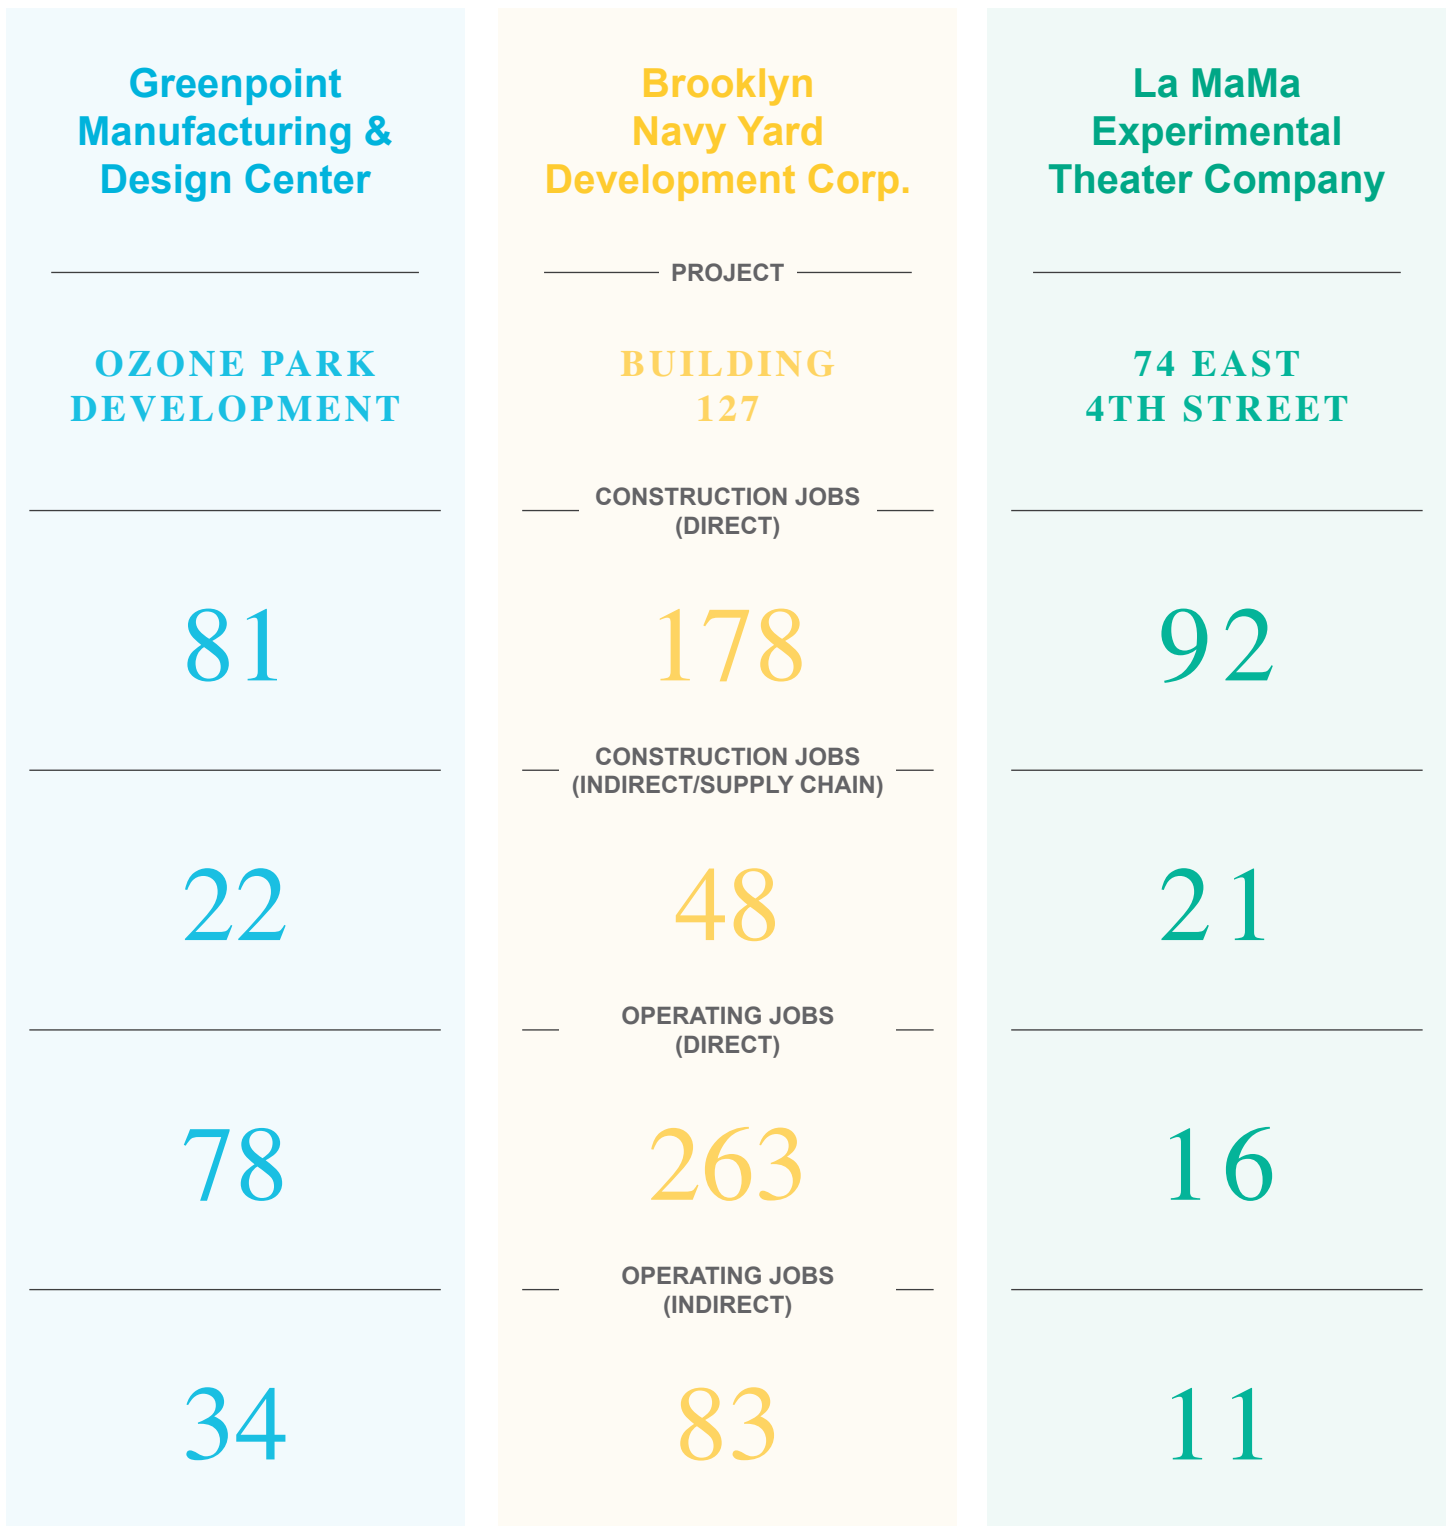 Greenpoint
Manufacturing &
Design Center
Brooklyn
Navy Yard
Development Corp.
La MaMa
Experimental
Theater Company
PROJECT
OZONE PARK
DEVELOPMENT
BUILDING
127
74 EAST
4TH STREET
CONSTRUCTION JOBS
(DIRECT)
81
178
92
CONSTRUCTION JOBS
(INDIRECT/SUPPLY CHAIN)
22
48
21
OPERATING JOBS
(DIRECT)
78
263
16
OPERATING JOBS
(INDIRECT)
34
83
11